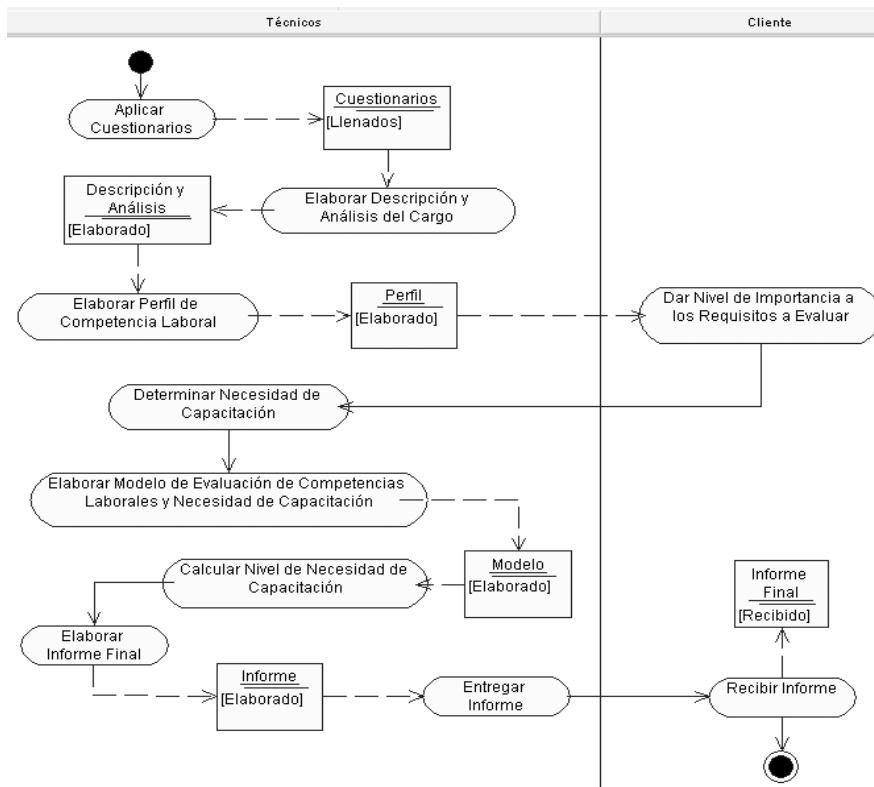 Técnicos
Cliente
Aplicar
Cuestionarios
Cuestionarios
[Llenados]
Elaborar Descripción y
Análisis del Cargo
Descripción y
Análisis
[Elaborado]
Elaborar Perfil de
Competencia Laboral
Perfil
[Elaborado]
Dar Nivel de Importancia a
los Requisitos a Evaluar
Determinar Necesidad de
Capacitación
Elaborar Modelo de Evaluación de Competencias
Laborales y Necesidad de Capacitación
Modelo
[Elaborado]
Calcular Nivel de Necesidad de
Capacitación
Elaborar
Informe Final
Informe
[Elaborado]
Entregar
Informe
Recibir Informe
Informe
Final
[Recibido]